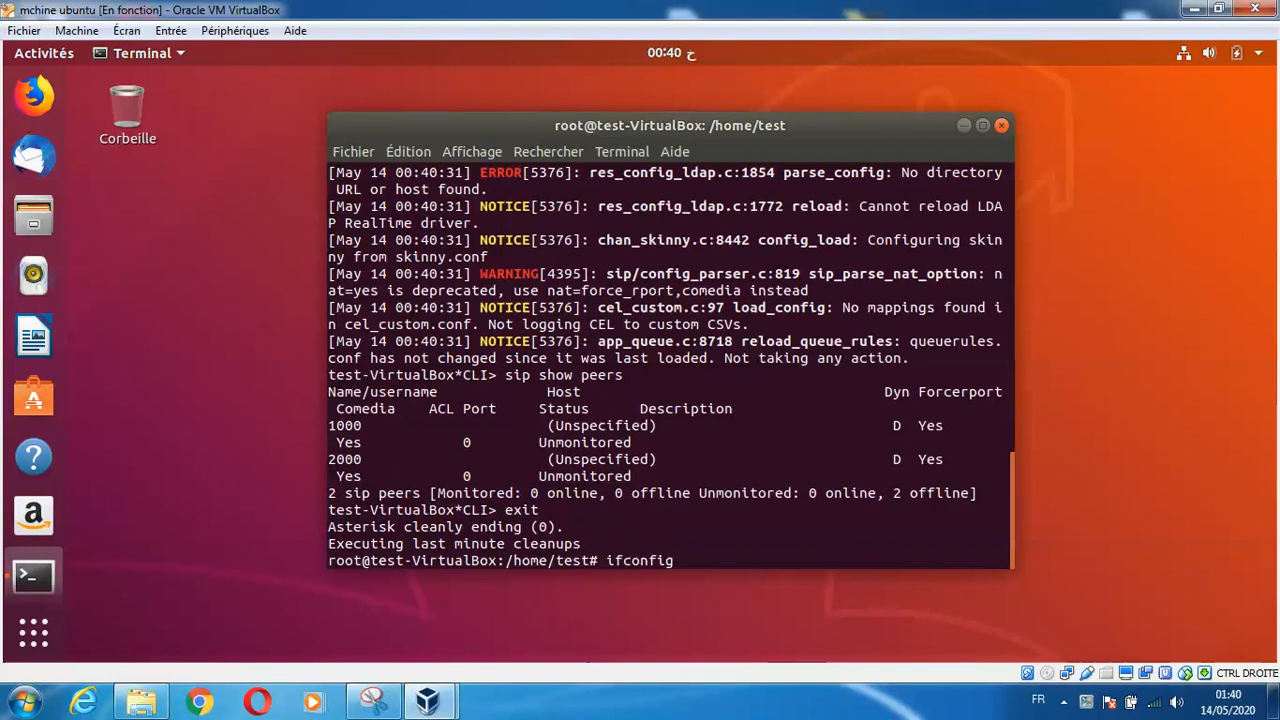 mchine ubuntu [En fonction] - Oracle VM VirtualBox
Fichier Machine Écran Entrée Périphériques Aide
Activités Terminal 00:40 خ
Corbeille
root@test-VirtualBox: /home/test
Fichier Édition Affichage Rechercher Terminal Aide
[May 14 00:40:31] ERROR[5376]: res_config_ldap.c:1854 parse_config: No directory
URL or host found.
[May 14 00:40:31] NOTICE[5376]: res_config_ldap.c:1772 reload: Cannot reload LDA
P RealTime driver.
[May 14 00:40:31] NOTICE[5376]: chan_skinny.c:8442 config_load: Configuring skin
ny from skinny.conf
[May 14 00:40:31] WARNING[4395]: sip/config_parser.c:819 sip_parse_nat_option: n
at=yes is deprecated, use nat=force_rport,comedia instead
[May 14 00:40:31] NOTICE[5376]: cel_custom.c:97 load_config: No mappings found i
n cel_custom.conf. Not logging CEL to custom CSVs.
[May 14 00:40:31] NOTICE[5376]: app_queue.c:8718 reload_queue_rules: queuerules.
conf has not changed since it was last loaded. Not taking any action.
test-VirtualBox*CLI> sip show peers
Name/username Host Dyn Forcerport
Comedia ACL Port Status Description
1000 (Unspecified) D Yes
Yes 0 Unmonitored
2000 (Unspecified) D Yes
Yes 0 Unmonitored
2 sip peers [Monitored: 0 online, 0 offline Unmonitored: 0 online, 2 offline]
test-VirtualBox*CLI> exit
Asterisk cleanly ending (0).
Executing last minute cleanups
root@test-VirtualBox:/home/test# ifconfig
CTRL DROITE
FR
01:40
14/05/2020